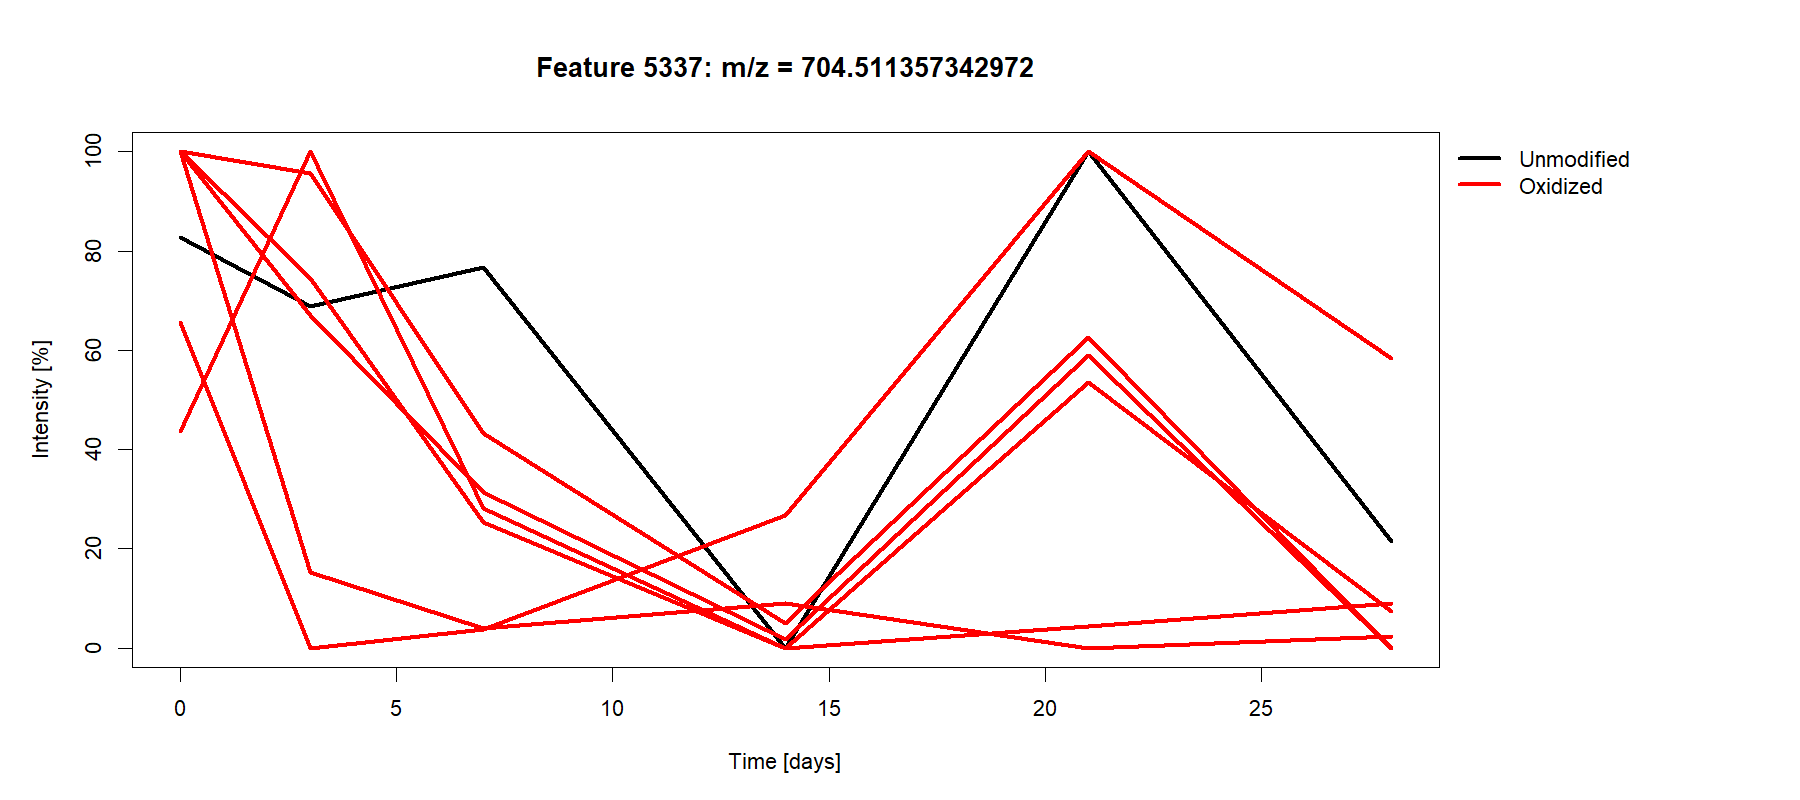 Feature 5337: m/z = 704.511357342972
Unmodified
Oxidized
Intensity [%]
100
80
60
40
20
0
0 5 10 15 20 25
Time [days]